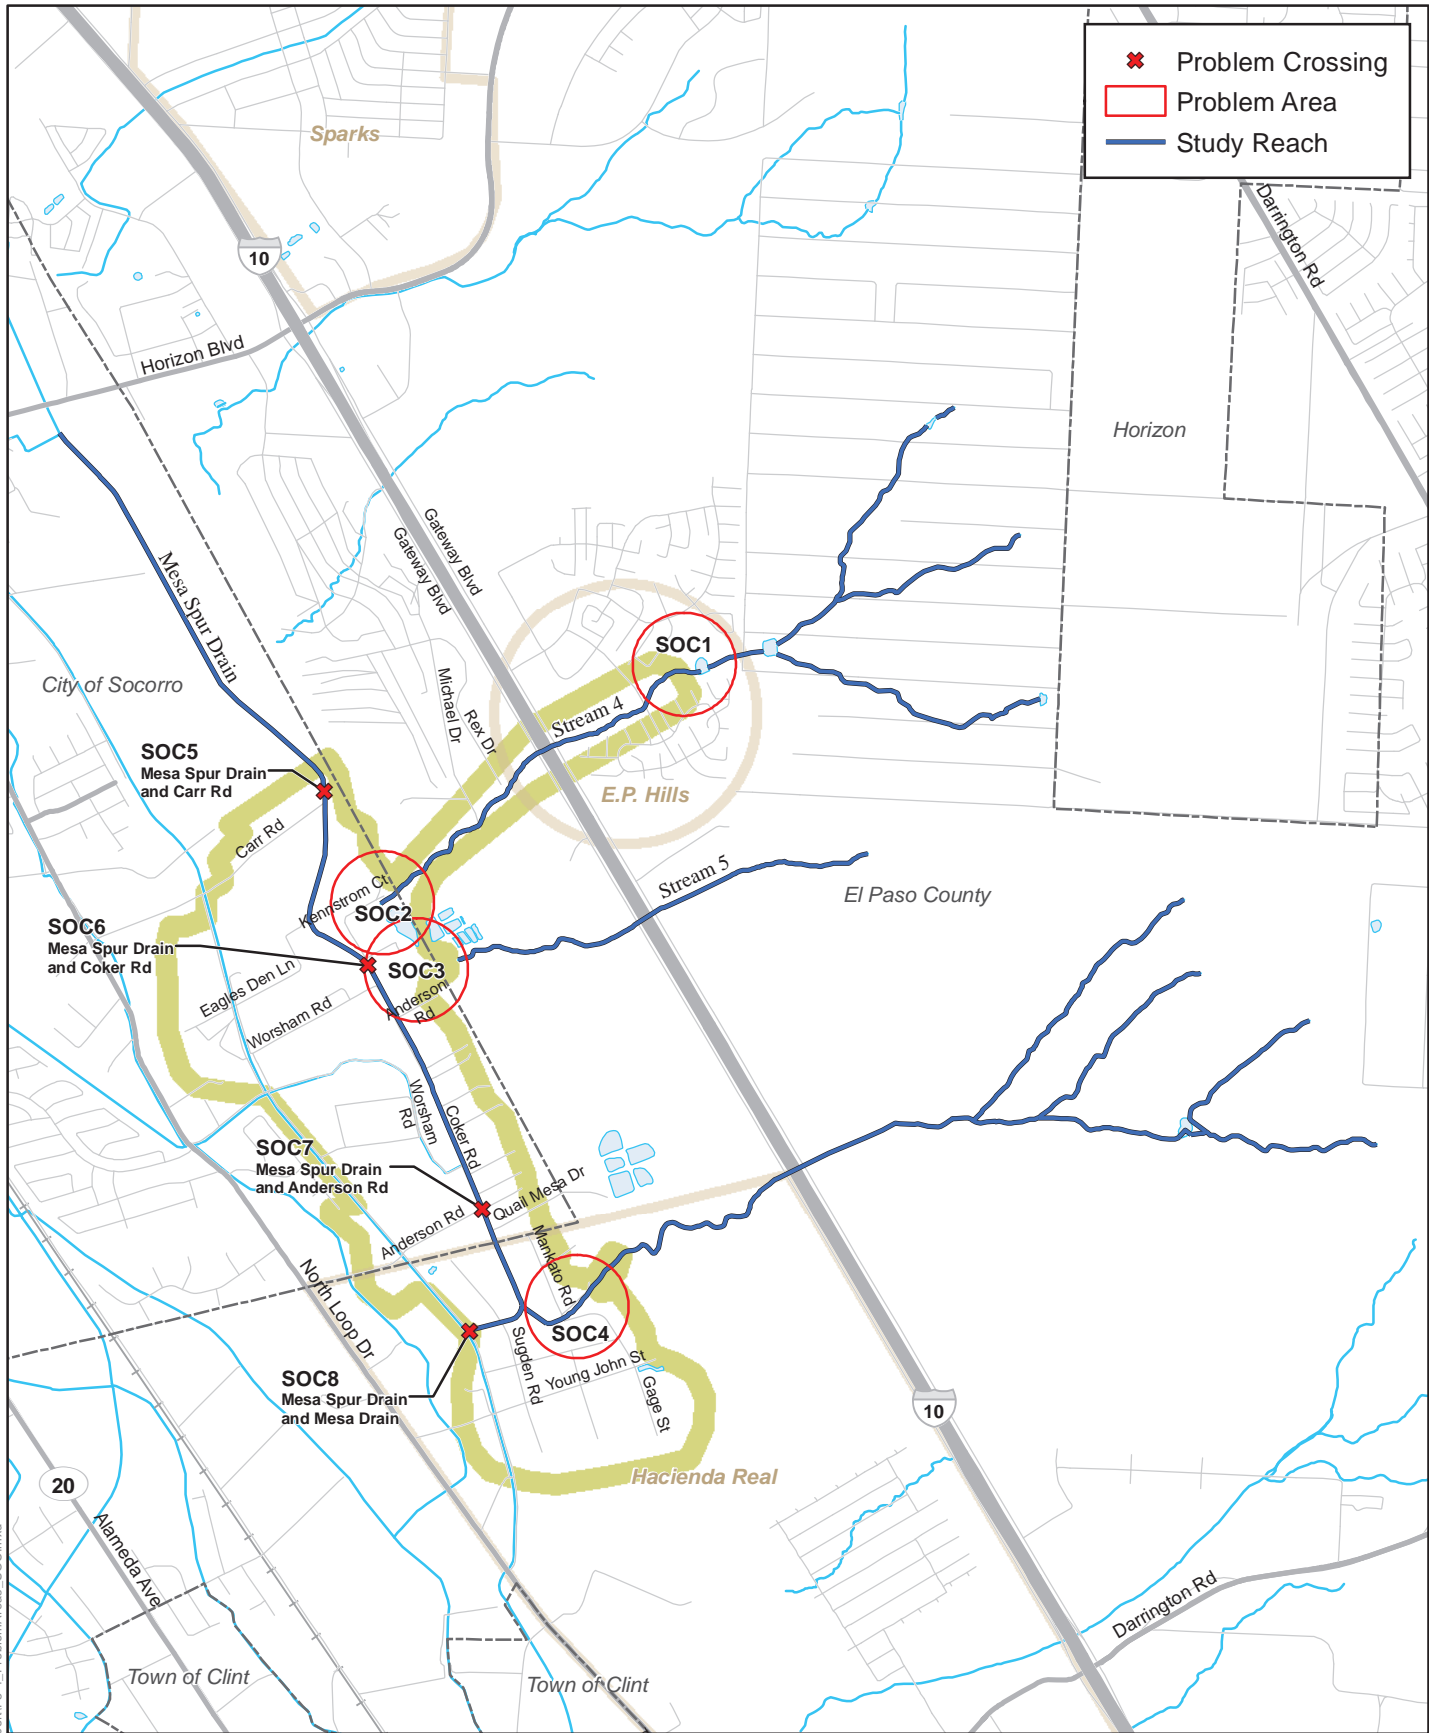 Problem Crossing
Problem Area
Study Reach
Sparks
10
Darrington Rd
Horizon Blvd
Horizon
Gateway Blvd
Gateway Blvd
Mesa Spur Drain
City of Socorro
SOC1
Michael Dr
Rex Dr
Stream 4
SOC5
Mesa Spur Drain
and Carr Rd
E.P. Hills
Carr Rd
Stream 5
El Paso County
Kennstrom Ct
SOC2
SOC6
Mesa Spur Drain
and Coker Rd
SOC3
Eagles Den Ln
Anderson
Rd
Worsham Rd
Worsham
Rd
Coker Rd
SOC7
Mesa Spur Drain
and Anderson Rd
Quail Mesa Dr
Anderson Rd
Mankato Rd
North Loop Dr
SOC4
Sugden Rd
Young John St
Gage St
SOC8
Mesa Spur Drain
and Mesa Drain
10
Hacienda Real
20
Alameda Ave
Darrington Rd
Town of Clint
Town of Clint